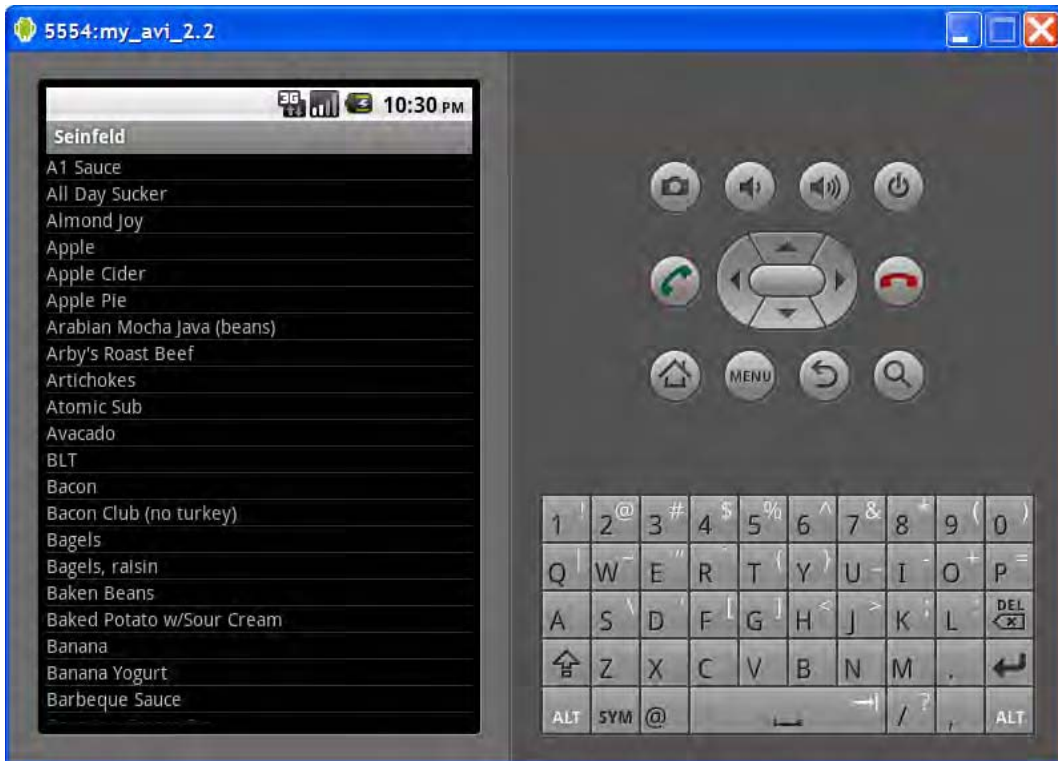 5554:my_avi_2.2
3G 10:30 PM
Seinfeld
A1 Sauce
All Day Sucker
Almond Joy
Apple
Apple Cider
Apple Pie
Arabian Mocha Java (beans)
Arby's Roast Beef
Artichokes
Atomic Sub
Avacado
BLT
Bacon
Bacon Club (no turkey)
Bagels
Bagels, raisin
Baken Beans
Baked Potato w/Sour Cream
Banana
Banana Yogurt
Barbeque Sauce
MENU
1 ! 2 @ 3 # 4 $ 5 % 6 ^ 7 & 8 * 9 ( 0 )
Q | W ~ E " R ` T { Y } U _ I - O + P =
A S \ D ' F [ G ] H < J > K ; L : DEL
Z X C V B N M .
ALT SYM @ / ? , ALT